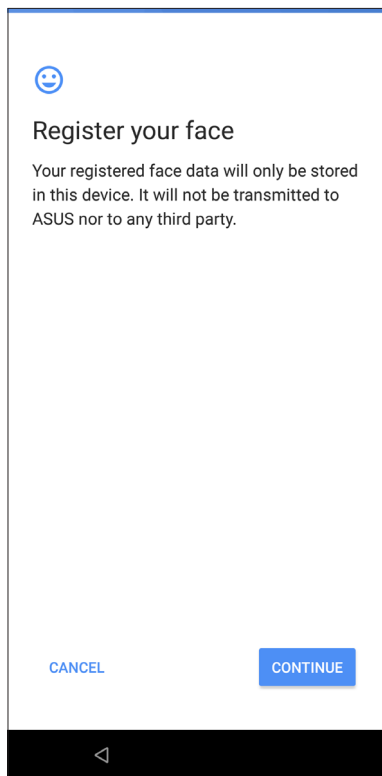 Register your face
Your registered face data will only be stored
in this device. It will not be transmitted to
ASUS nor to any third party.
CANCEL
CONTINUE